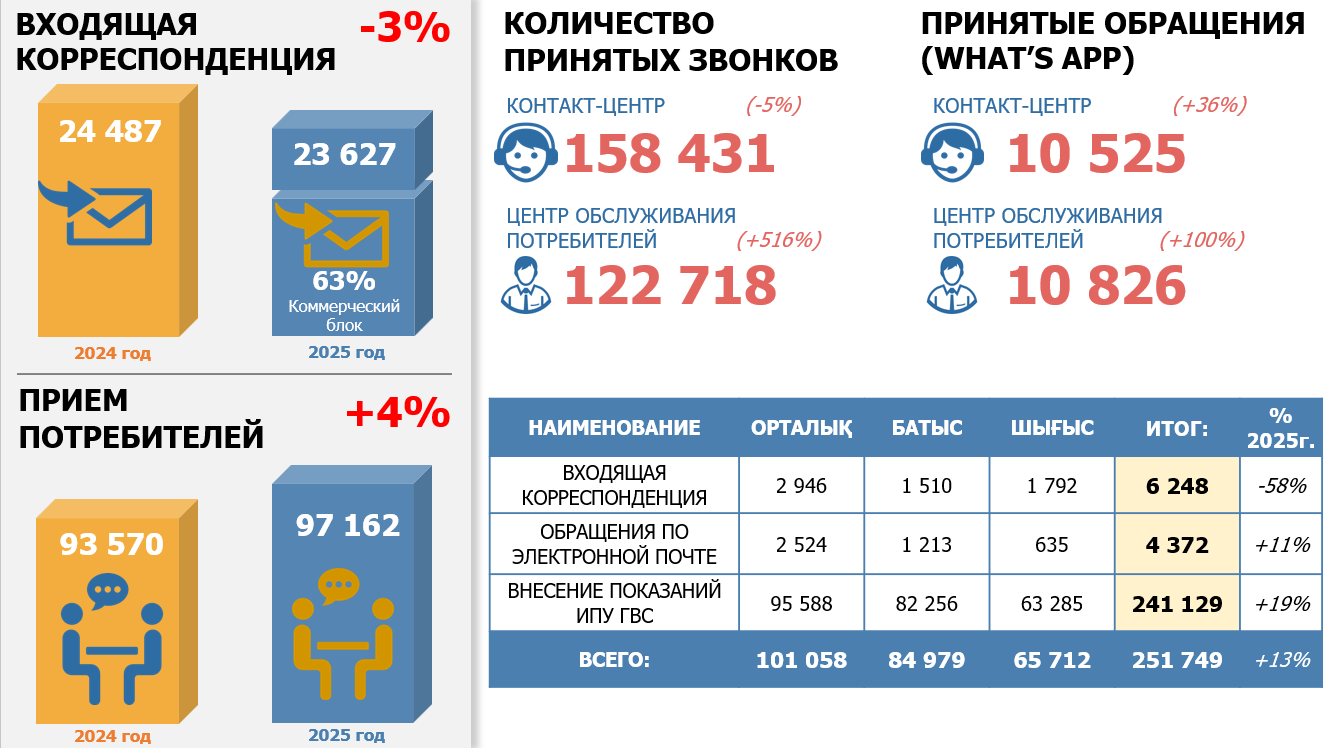 ВХОДЯЩАЯ
КОРРЕСПОНДЕНЦИЯ
-3%
24 487
23 627
63%
Коммерческий
блок
2024 год
2025 год
ПРИЕМ
ПОТРЕБИТЕЛЕЙ
+4%
93 570
97 162
2024 год
2025 год
КОЛИЧЕСТВО
ПРИНЯТЫХ ЗВОНКОВ
КОНТАКТ-ЦЕНТР
(-5%)
158 431
ЦЕНТР ОБСЛУЖИВАНИЯ
ПОТРЕБИТЕЛЕЙ
(+516%)
122 718
ПРИНЯТЫЕ ОБРАЩЕНИЯ
(WHAT’S APP)
КОНТАКТ-ЦЕНТР
(+36%)
10 525
ЦЕНТР ОБСЛУЖИВАНИЯ
ПОТРЕБИТЕЛЕЙ
(+100%)
10 826
НАИМЕНОВАНИЕ ОРТАЛЫҚ БАТЫС ШЫҒЫС ИТОГ: %
2025г.
ВХОДЯЩАЯ
КОРРЕСПОНДЕНЦИЯ 2 946 1 510 1 792 6 248 -58%
ОБРАЩЕНИЯ ПО
ЭЛЕКТРОННОЙ ПОЧТЕ 2 524 1 213 635 4 372 +11%
ВНЕСЕНИЕ ПОКАЗАНИЙ
ИПУ ГВС 95 588 82 256 63 285 241 129 +19%
ВСЕГО: 101 058 84 979 65 712 251 749 +13%